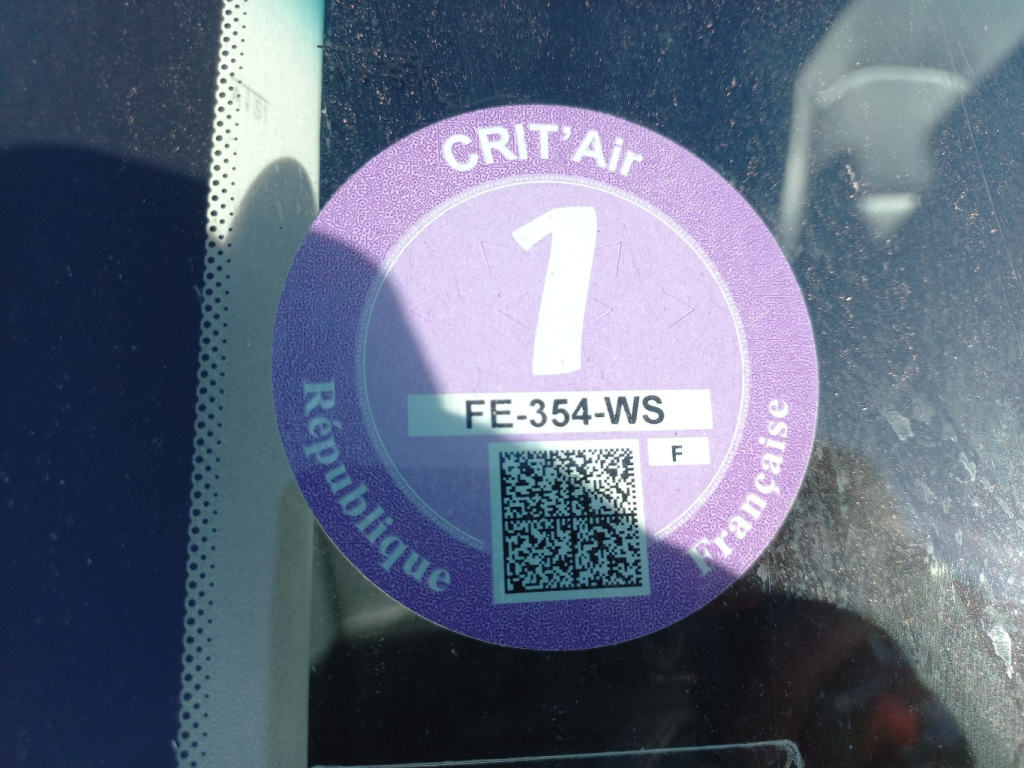 CRIT'Air
1
FE-354-WS
F
République
Française